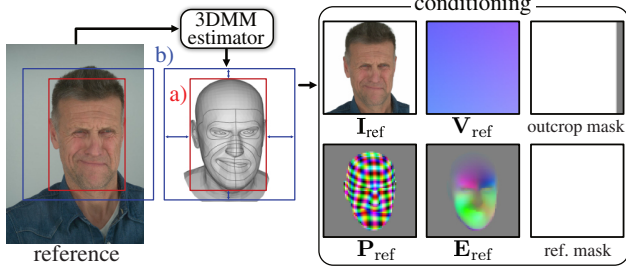 3DMM
estimator
conditioning
b)
a)
I_ref
V_ref
outcrop mask
P_ref
E_ref
ref. mask
reference